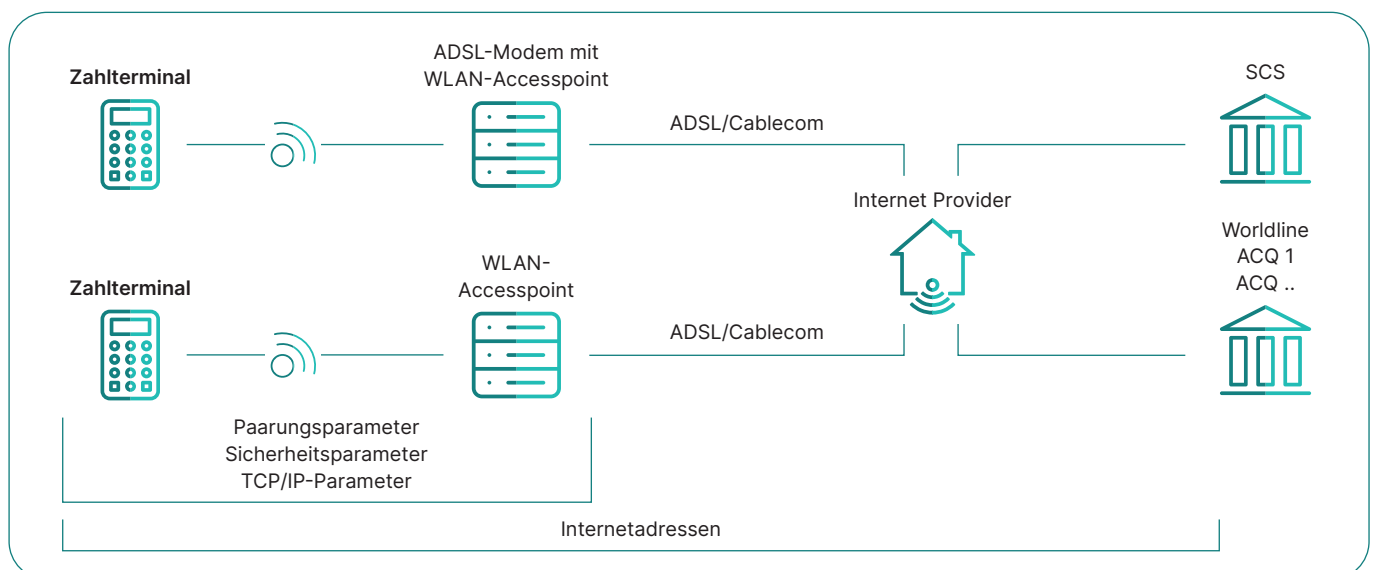 Zahlterminal
ADSL-Modem mit
WLAN-Accesspoint
ADSL/Cablecom
SCS
Internet Provider
Zahlterminal
WLAN-
Accesspoint
ADSL/Cablecom
Worldline
ACQ 1
ACQ ..
Paarungsparameter
Sicherheitsparameter
TCP/IP-Parameter
Internetadressen